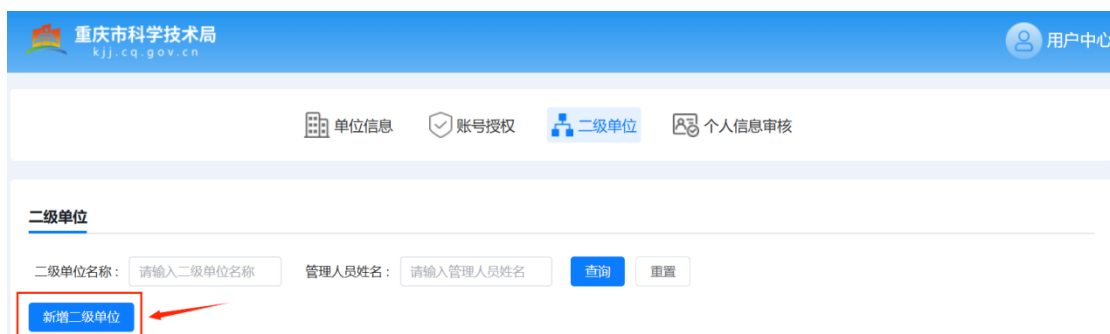 重庆市科学技术局
kjj.cq.gov.cn
用户中心
单位信息 账号授权 二级单位 个人信息审核
二级单位
二级单位名称： 请输入二级单位名称 管理人员姓名： 请输入管理人员姓名 查询 重置
新增二级单位